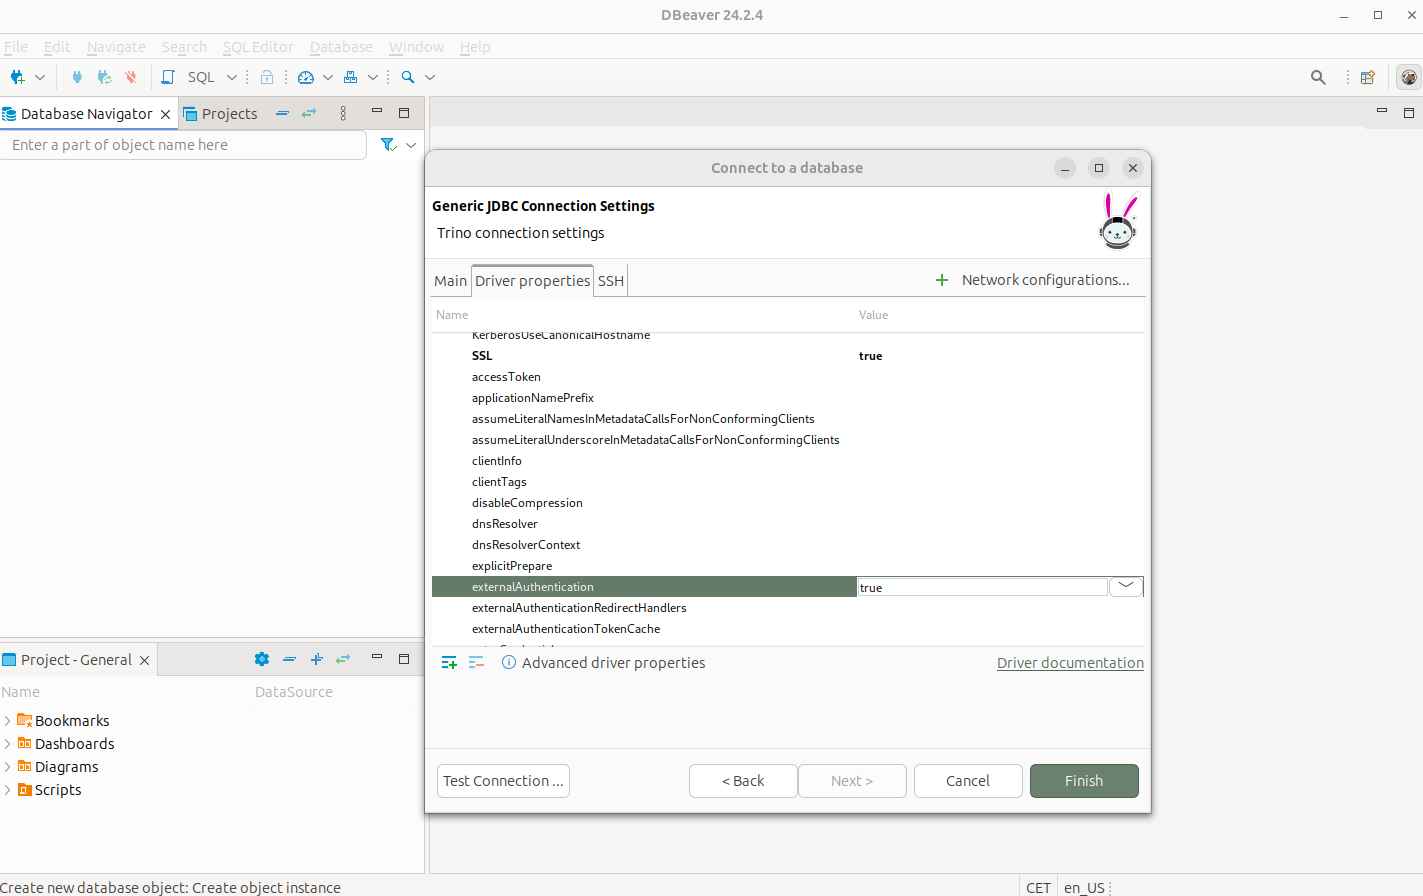 DBeaver 24.2.4
File Edit Navigate Search SQL Editor Database Window Help
SQL
Database Navigator Projects
Enter a part of object name here
Connect to a database
Generic JDBC Connection Settings
Trino connection settings
Main Driver properties SSH Network configurations...
Name Value
KerberosUseCanonicalHostname
SSL true
accessToken
applicationNamePrefix
assumeLiteralNamesInMetadataCallsForNonConformingClients
assumeLiteralUnderscoreInMetadataCallsForNonConformingClients
clientInfo
clientTags
disableCompression
dnsResolver
dnsResolverContext
explicitPrepare
externalAuthentication true
externalAuthenticationRedirectHandlers
externalAuthenticationTokenCache
Advanced driver properties Driver documentation
Test Connection ... < Back Next > Cancel Finish
Project - General
Name DataSource
Bookmarks
Dashboards
Diagrams
Scripts
Create new database object: Create object instance CET en_US